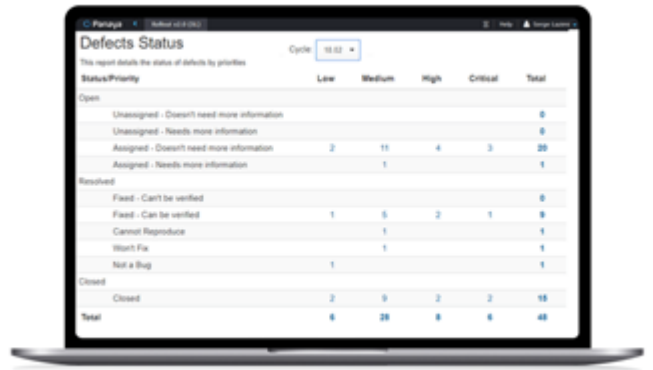 Panaya
Defects Status
Cycle
This report details the status of defects by priorities
Status/Priority Low Medium High Critical Total
Open
Unassigned - Doesn't need more information 0
Unassigned - Needs more information 0
Assigned - Doesn't need more information 2 11 4 3 20
Assigned - Needs more information 1 1
Resolved
Fixed - Can't be verified 0
Fixed - Can be verified 1 5 2 1 9
Cannot Reproduce 1 1
Won't Fix 1 1
Not a Bug 1 1
Closed
Closed 2 9 2 2 15
Total 6 28 8 6 48